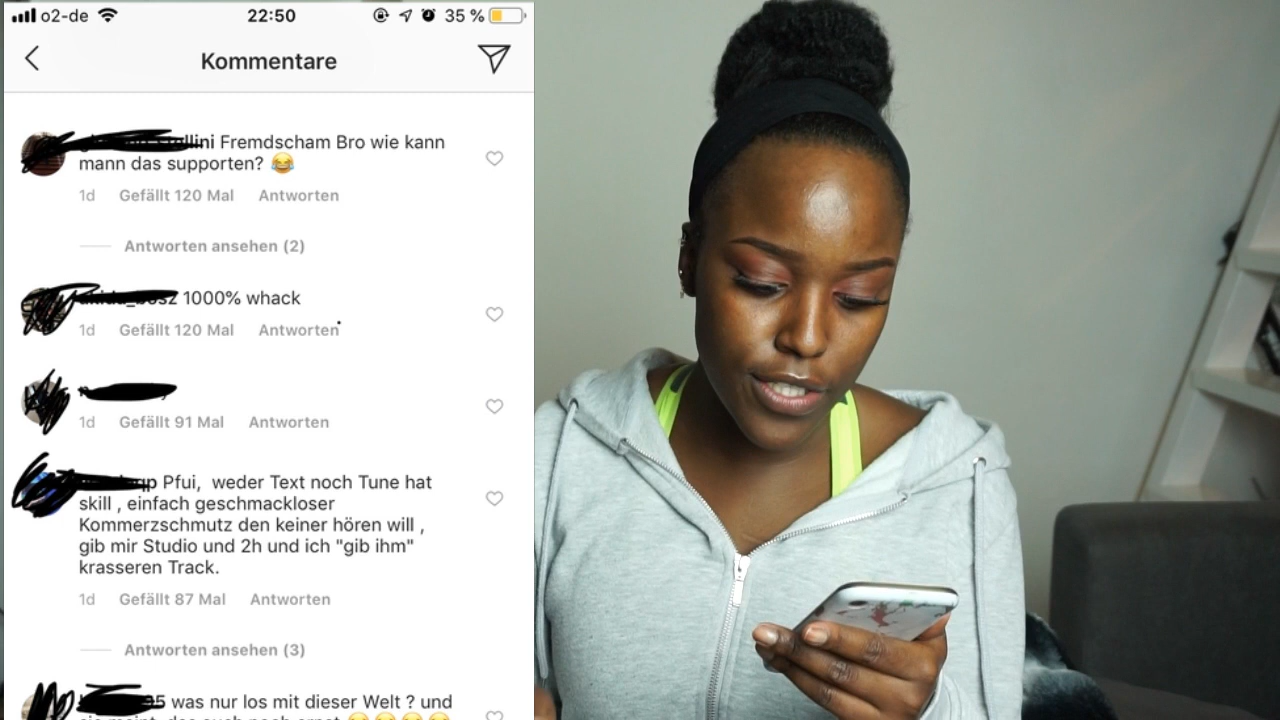 o2-de 22:50 35 %
Kommentare
Fremdscham Bro wie kann
mann das supporten? 😂
1d Gefällt 120 Mal Antworten
Antworten ansehen (2)
1000% whack
1d Gefällt 120 Mal Antworten
1d Gefällt 91 Mal Antworten
Pfui, weder Text noch Tune hat
skill , einfach geschmackloser
Kommerzschmutz den keiner hören will ,
gib mir Studio und 2h und ich "gib ihm"
krasseren Track.
1d Gefällt 87 Mal Antworten
Antworten ansehen (3)
was nur los mit dieser Welt ? und